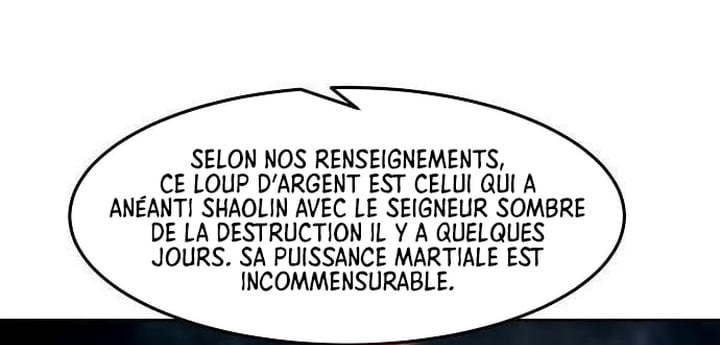 SELON NOS RENSEIGNEMENTS,
CE LOUP D'ARGENT EST CELUI QUI A
ANÉANTI SHAOLIN AVEC LE SEIGNEUR SOMBRE
DE LA DESTRUCTION IL Y A QUELQUES
JOURS. SA PUISSANCE MARTIALE EST
INCOMMENSURABLE.